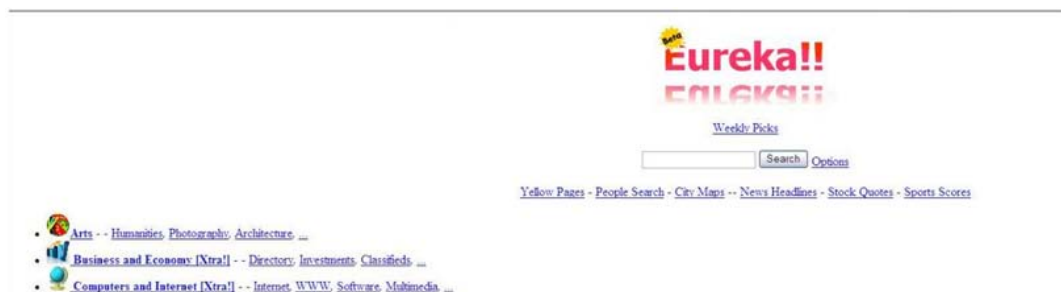 Beta
Eureka!!
Weekly Picks
Search Options
Yellow Pages - People Search - City Maps -- News Headlines - Stock Quotes - Sports Scores
Arts - - Humanities, Photography, Architecture, ...
Business and Economy [Xtra!] - - Directory, Investments, Classifieds, ...
Computers and Internet [Xtra!] - - Internet, WWW, Software, Multimedia, ...